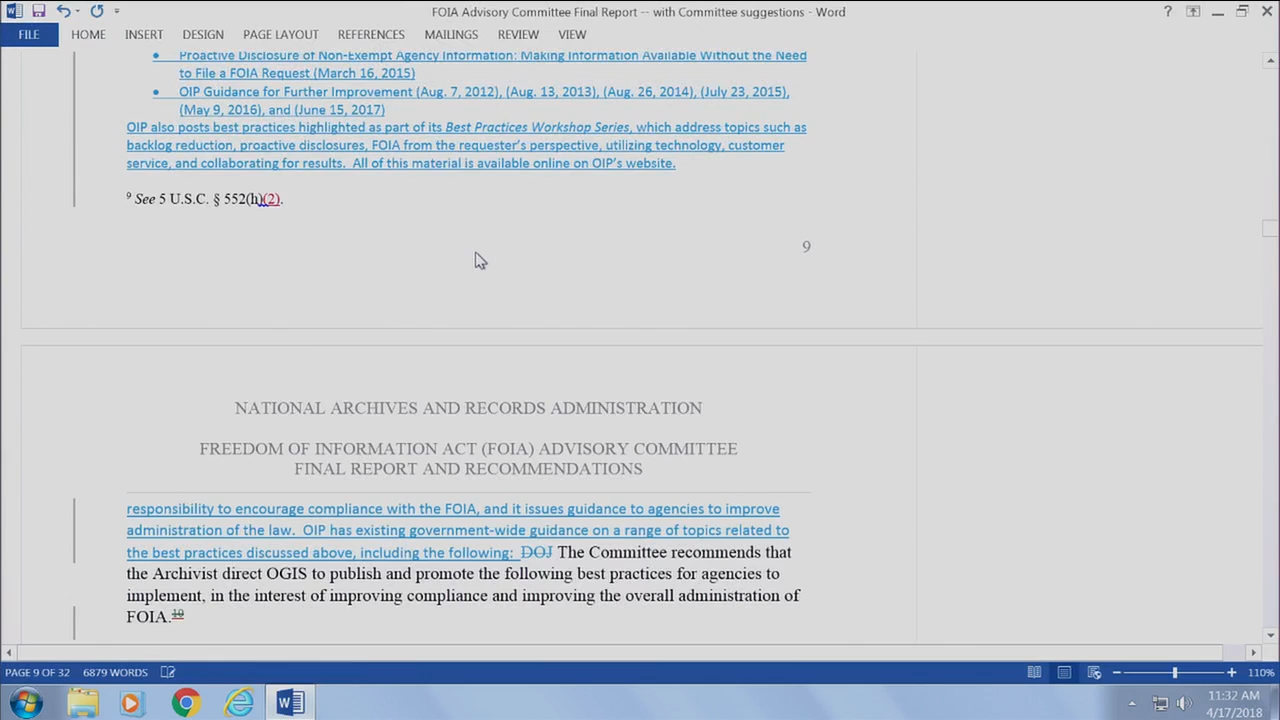 FOIA Advisory Committee Final Report -- with Committee suggestions - Word
FILE HOME INSERT DESIGN PAGE LAYOUT REFERENCES MAILINGS REVIEW VIEW
• Proactive Disclosure of Non-Exempt Agency Information: Making Information Available Without the Need
to File a FOIA Request (March 16, 2015)
• OIP Guidance for Further Improvement (Aug. 7, 2012), (Aug. 13, 2013), (Aug. 26, 2014), (July 23, 2015),
(May 9, 2016), and (June 15, 2017)
OIP also posts best practices highlighted as part of its Best Practices Workshop Series, which address topics such as
backlog reduction, proactive disclosures, FOIA from the requester's perspective, utilizing technology, customer
service, and collaborating for results. All of this material is available online on OIP's website.
9 See 5 U.S.C. § 552(h)(2).
9
NATIONAL ARCHIVES AND RECORDS ADMINISTRATION
FREEDOM OF INFORMATION ACT (FOIA) ADVISORY COMMITTEE
FINAL REPORT AND RECOMMENDATIONS
responsibility to encourage compliance with the FOIA, and it issues guidance to agencies to improve
administration of the law. OIP has existing government-wide guidance on a range of topics related to
the best practices discussed above, including the following: DOJ The Committee recommends that
the Archivist direct OGIS to publish and promote the following best practices for agencies to
implement, in the interest of improving compliance and improving the overall administration of
FOIA.10
PAGE 9 OF 32 6879 WORDS 110%
11:32 AM
4/17/2018